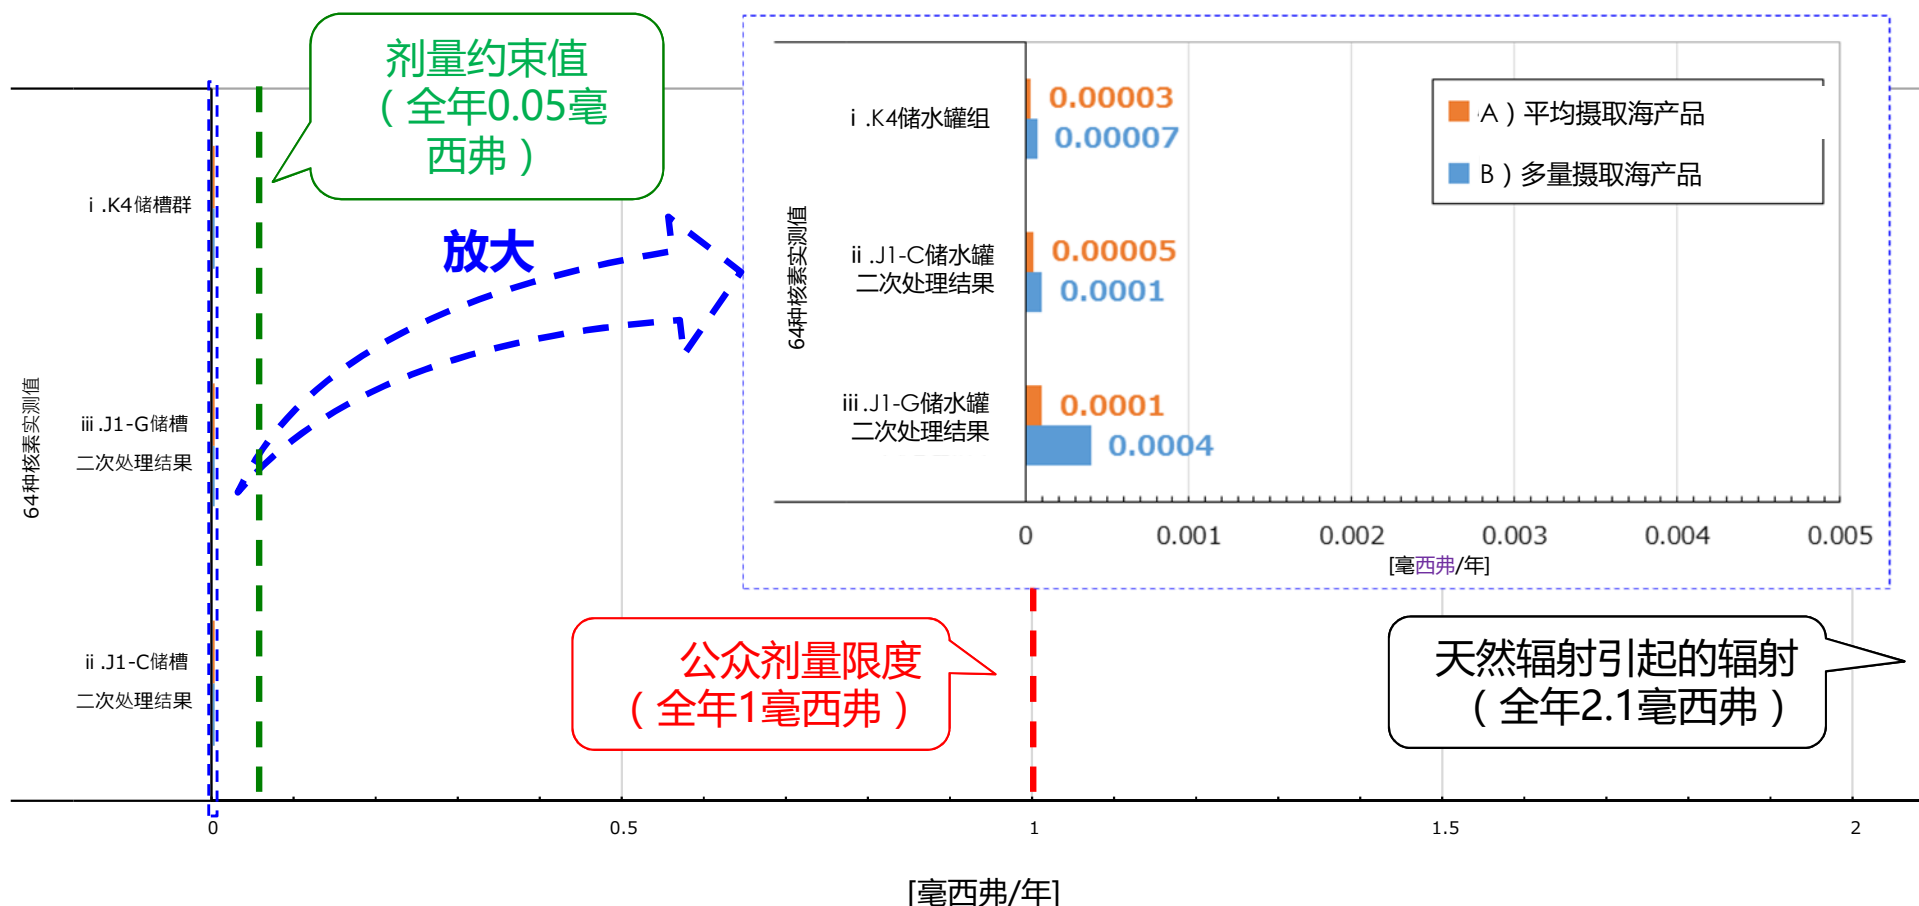 剂量约束值
（全年0.05毫
西弗）
放大
64种核素实测值
ⅰ.K4储槽群
ⅲ.J1-G储槽
二次处理结果
ⅱ.J1-C储槽
二次处理结果
0
0.5
1
1.5
2
[毫西弗/年]
64种核素实测值
ⅰ.K4储水罐组
0.00003
0.00007
ⅱ.J1-C储水罐
二次处理结果
0.00005
0.0001
ⅲ.J1-G储水罐
二次处理结果
0.0001
0.0004
A）平均摄取海产品
B）多量摄取海产品
0
0.001
0.002
0.003
0.004
0.005
[毫西弗/年]
公众剂量限度
（全年1毫西弗）
天然辐射引起的辐射
（全年2.1毫西弗）